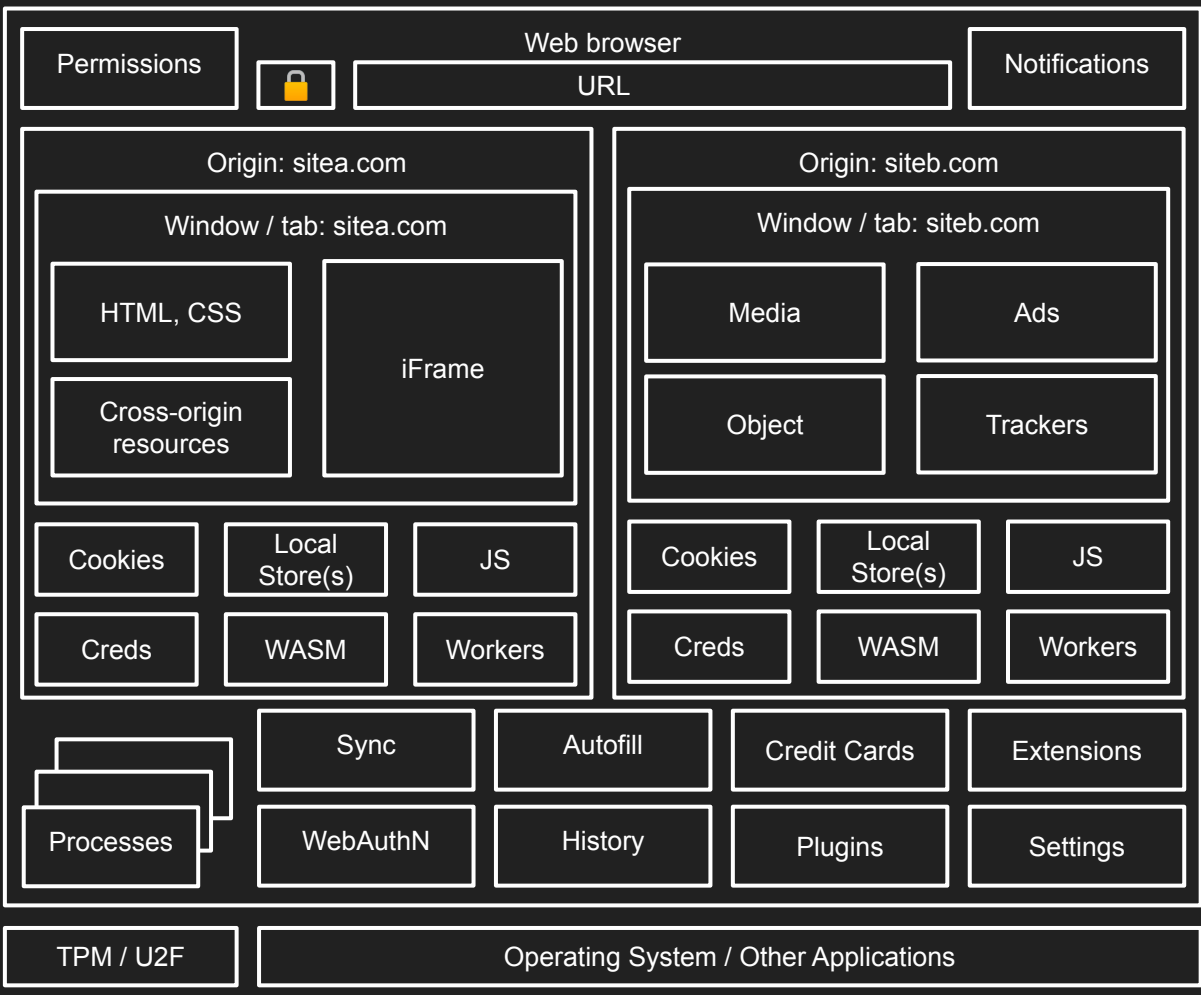 Permissions
Web browser
URL
Notifications
Origin: sitea.com
Window / tab: sitea.com
HTML, CSS
Cross-origin
resources
iFrame
Cookies
Local
Store(s)
JS
Creds
WASM
Workers
Origin: siteb.com
Window / tab: siteb.com
Media
Ads
Object
Trackers
Cookies
Local
Store(s)
JS
Creds
WASM
Workers
Processes
Sync
Autofill
Credit Cards
Extensions
WebAuthN
History
Plugins
Settings
TPM / U2F
Operating System / Other Applications